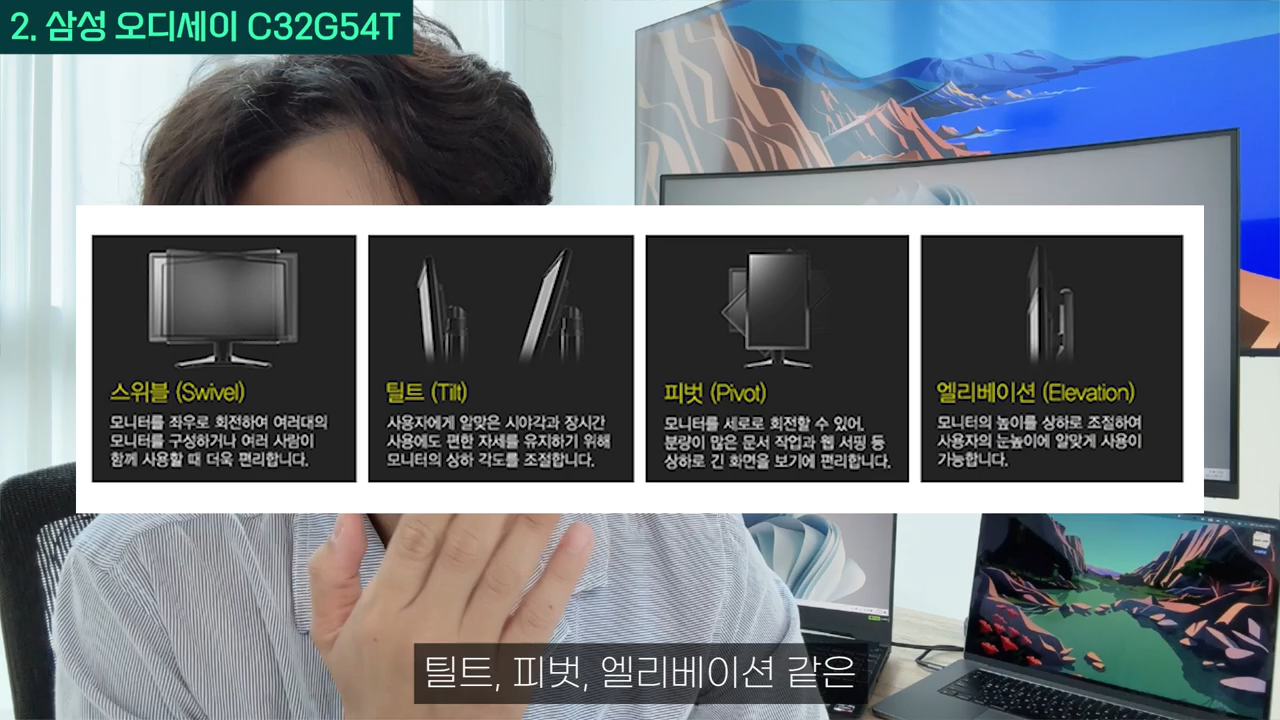 2. 삼성 오디세이 C32G54T
스위블 (Swivel)
모니터를 좌우로 회전하여 여러대의
모니터를 구성하거나 여러 사람이
함께 사용할 때 더욱 편리합니다.
틸트 (Tilt)
사용자에게 알맞은 시야각과 장시간
사용에도 편한 자세를 유지하기 위해
모니터의 상하 각도를 조절합니다.
피벗 (Pivot)
모니터를 세로로 회전할 수 있어,
분량이 많은 문서 작업과 웹 서핑 등
상하로 긴 화면을 보기에 편리합니다.
엘리베이션 (Elevation)
모니터의 높이를 상하로 조절하여
사용자의 눈높이에 알맞게 사용이
가능합니다.
틸트, 피벗, 엘리베이션 같은